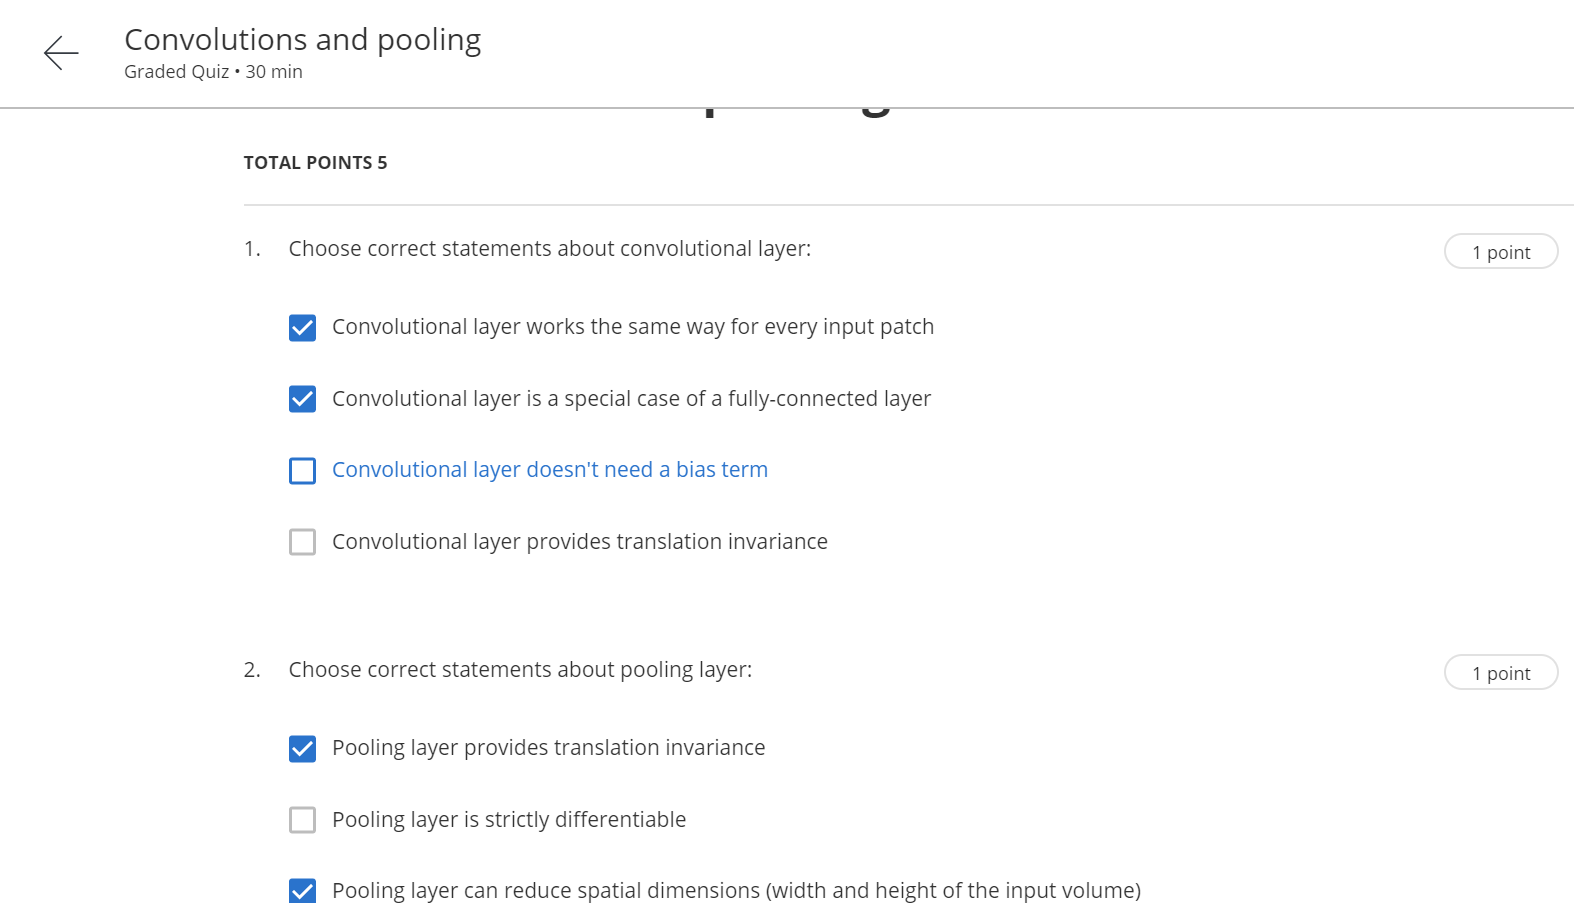 Convolutions and pooling
Graded Quiz • 30 min
TOTAL POINTS 5
1. Choose correct statements about convolutional layer:
1 point
Convolutional layer works the same way for every input patch
Convolutional layer is a special case of a fully-connected layer
Convolutional layer doesn't need a bias term
Convolutional layer provides translation invariance
2. Choose correct statements about pooling layer:
1 point
Pooling layer provides translation invariance
Pooling layer is strictly differentiable
Pooling layer can reduce spatial dimensions (width and height of the input volume)